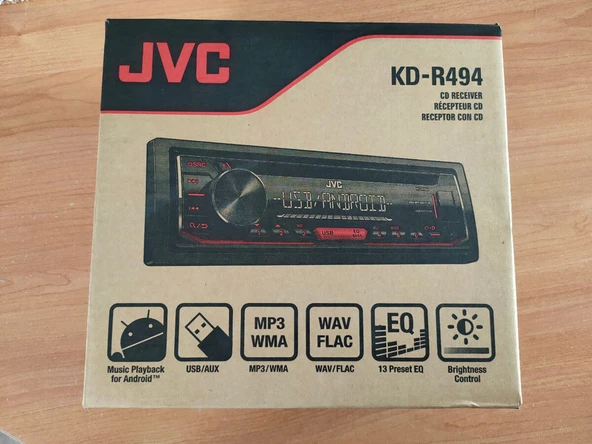 JVC
KD-R494
CD RECEIVER
RÉCEPTEUR CD
RECEPTOR CON CD
JVC
USB/ANDROID
USB
MP3
WMA
WAV
FLAC
EQ
Music Playback
for Android™
USB/AUX
MP3/WMA
WAV/FLAC
13 Preset EQ
Brightness
Control